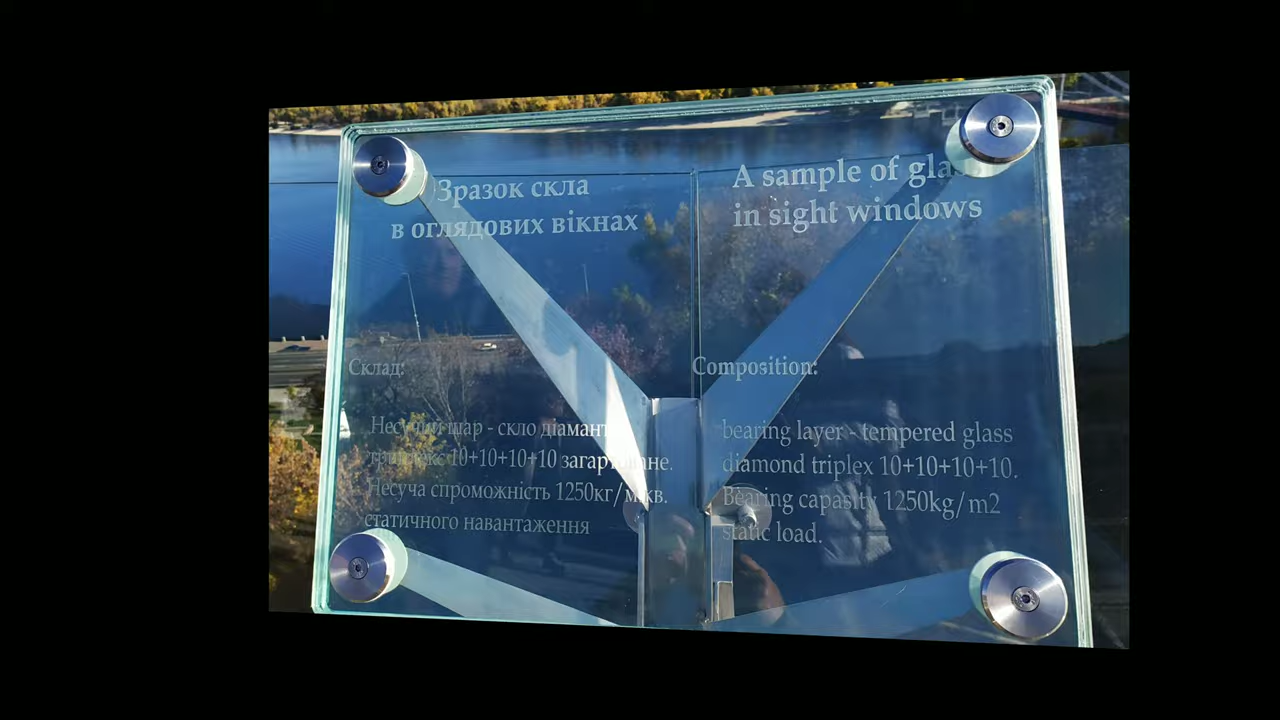 Зразок скла
в оглядових вікнах
Склад:
Несучий шар - скло діамант
триплекс 10+10+10+10 загартоване.
Несуча спроможність 1250кг/м.кв.
статичного навантаження
A sample of glass
in sight windows
Composition:
bearing layer - tempered glass
diamond triplex 10+10+10+10.
Bearing capasity 1250kg/m2
static load.